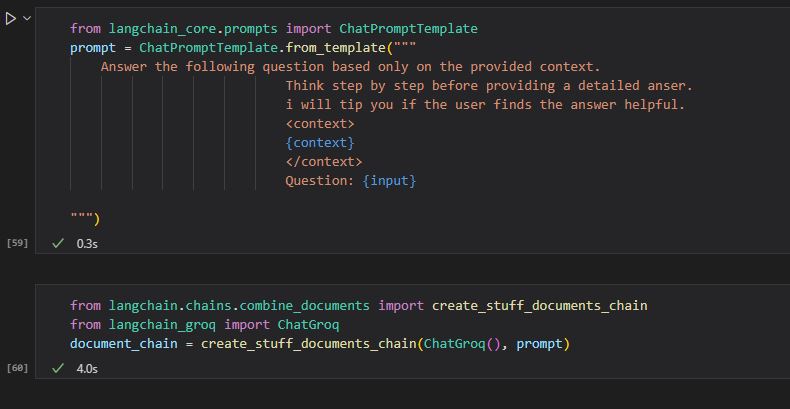 from langchain_core.prompts import ChatPromptTemplate
prompt = ChatPromptTemplate.from_template("""
Answer the following question based only on the provided context.
Think step by step before providing a detailed anser.
i will tip you if the user finds the answer helpful.
<context>
{context}
</context>
Question: {input}
""")
[59] 0.3s
from langchain.chains.combine_documents import create_stuff_documents_chain
from langchain_groq import ChatGroq
document_chain = create_stuff_documents_chain(ChatGroq(), prompt)
[60] 4.0s